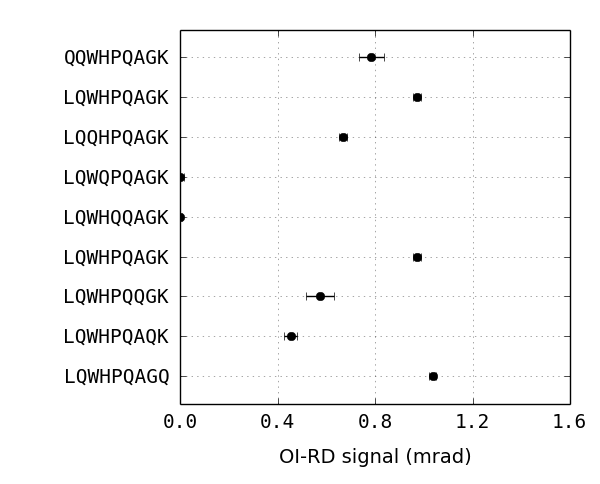 QQWHPQAGK
LQWHPQAGK
LQQHPQAGK
LQWQPQAGK
LQWHQQAGK
LQWHPQAGK
LQWHPQQGK
LQWHPQAQK
LQWHPQAGQ
0.0 0.4 0.8 1.2 1.6
OI-RD signal (mrad)